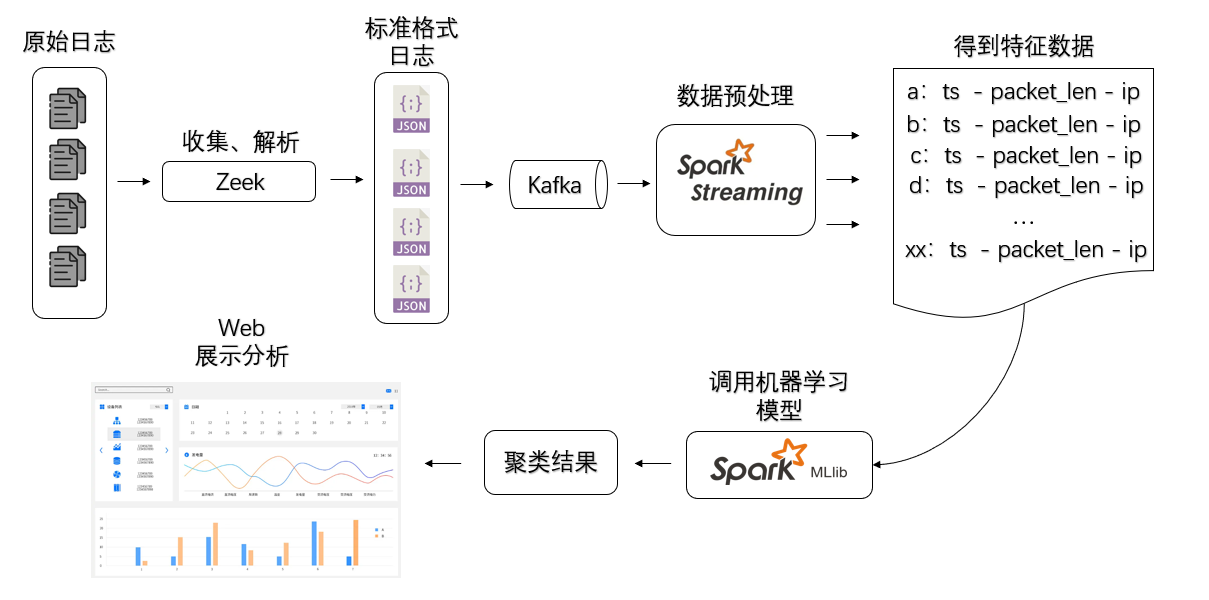 原始日志
收集、解析
Zeek
标准格式
日志
{;}
JSON
{;}
JSON
{;}
JSON
{;}
JSON
Kafka
数据预处理
Spark
Streaming
得到特征数据
a: ts - packet_len - ip
b: ts - packet_len - ip
c: ts - packet_len - ip
d: ts - packet_len - ip
...
xx: ts - packet_len - ip
调用机器学习
模型
Spark MLlib
聚类结果
Web
展示分析